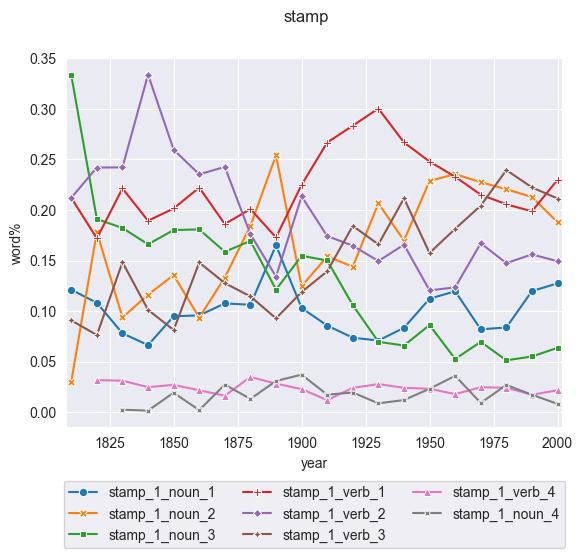 stamp
0.35
0.30
0.25
0.20
0.15
0.10
0.05
0.00
word%
1825 1850 1875 1900 1925 1950 1975 2000
year
stamp_1_noun_1 stamp_1_verb_1 stamp_1_verb_4
stamp_1_noun_2 stamp_1_verb_2 stamp_1_noun_4
stamp_1_noun_3 stamp_1_verb_3